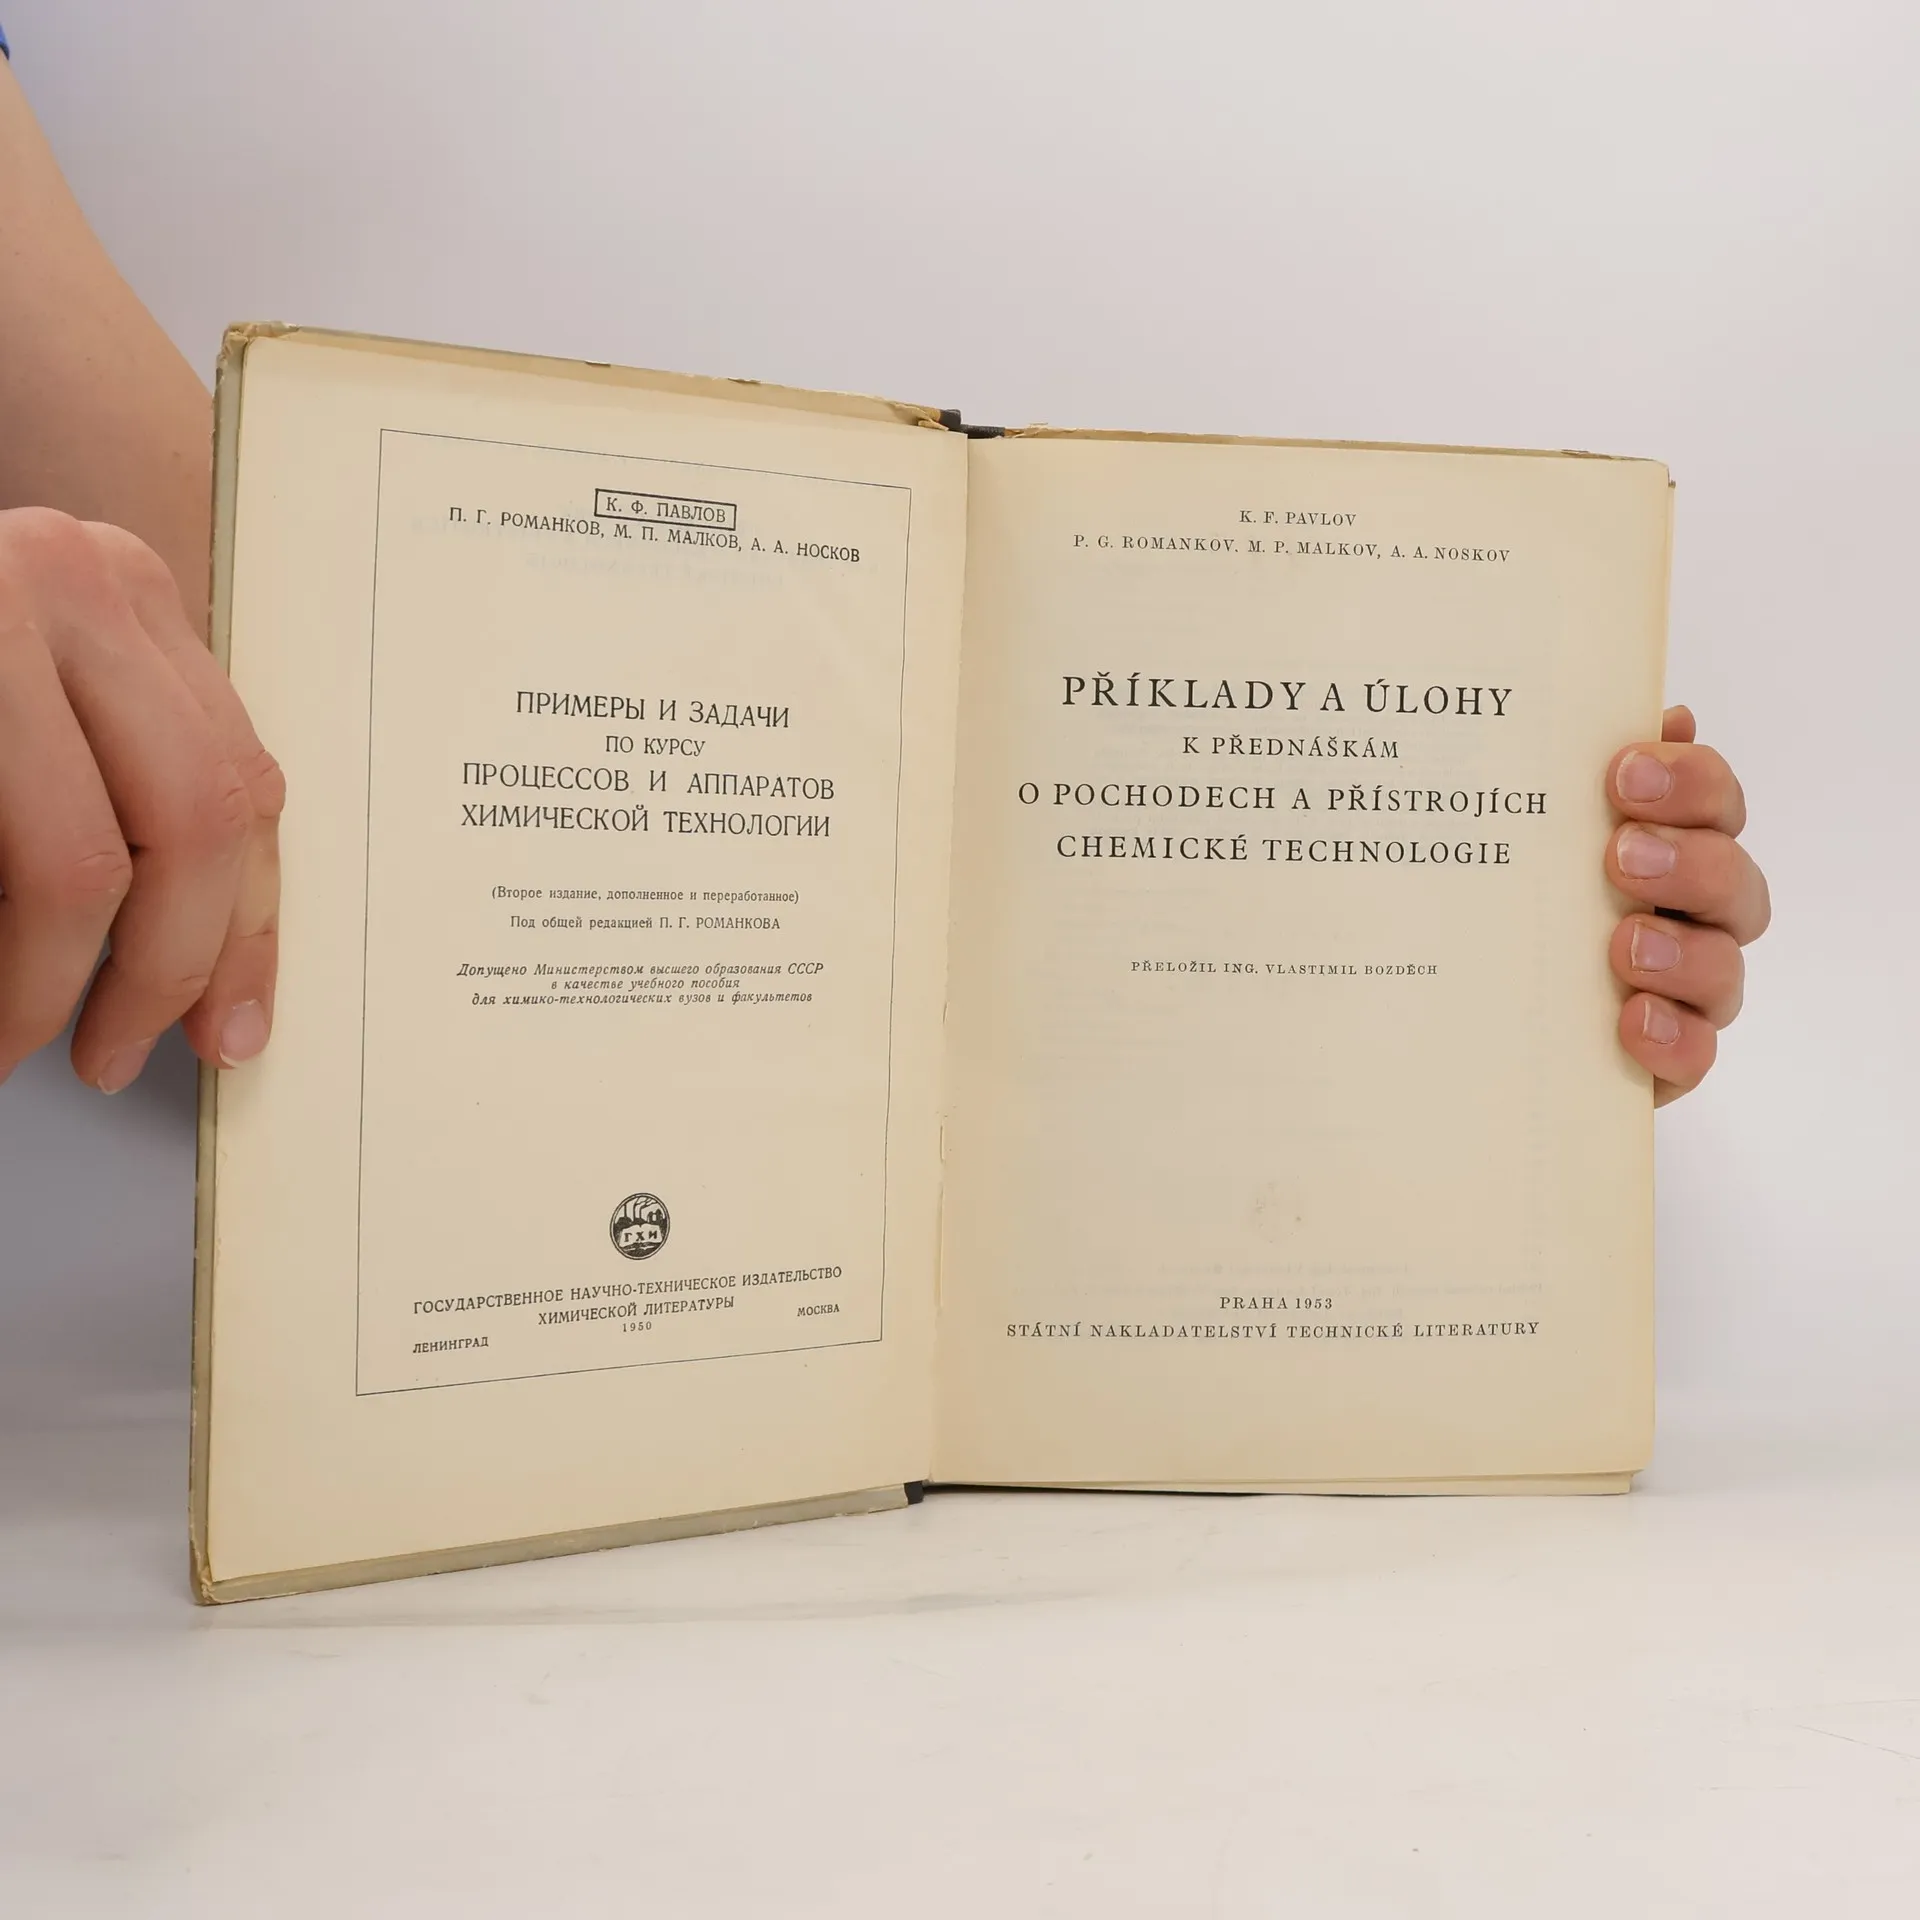 К. Ф. ПАВЛОВ
П. Г. РОМАНКОВ, М. П. МАЛКОВ, А. А. НОСКОВ
ПРИМЕРЫ И ЗАДАЧИ
ПО КУРСУ
ПРОЦЕССОВ И АППАРАТОВ
ХИМИЧЕСКОЙ ТЕХНОЛОГИИ
(Второе издание, дополненное и переработанное)
Под общей редакцией П. Г. РОМАНКОВА
Допущено Министерством высшего образования СССР
в качестве учебного пособия
для химико-технологических вузов и факультетов
ГХИ
ГОСУДАРСТВЕННОЕ НАУЧНО-ТЕХНИЧЕСКОЕ ИЗДАТЕЛЬСТВО
ХИМИЧЕСКОЙ ЛИТЕРАТУРЫ
ЛЕНИНГРАД 1950 МОСКВА
K. F. PAVLOV
P. G. ROMANKOV. M. P. MALKOV, A. A. NOSKOV
PŘÍKLADY A ÚLOHY
K PŘEDNÁŠKÁM
O POCHODECH A PŘÍSTROJÍCH
CHEMICKÉ TECHNOLOGIE
PŘELOŽIL ING. VLASTIMIL BOZDĚCH
PRAHA 1953
STÁTNÍ NAKLADATELSTVÍ TECHNICKÉ LITERATURY